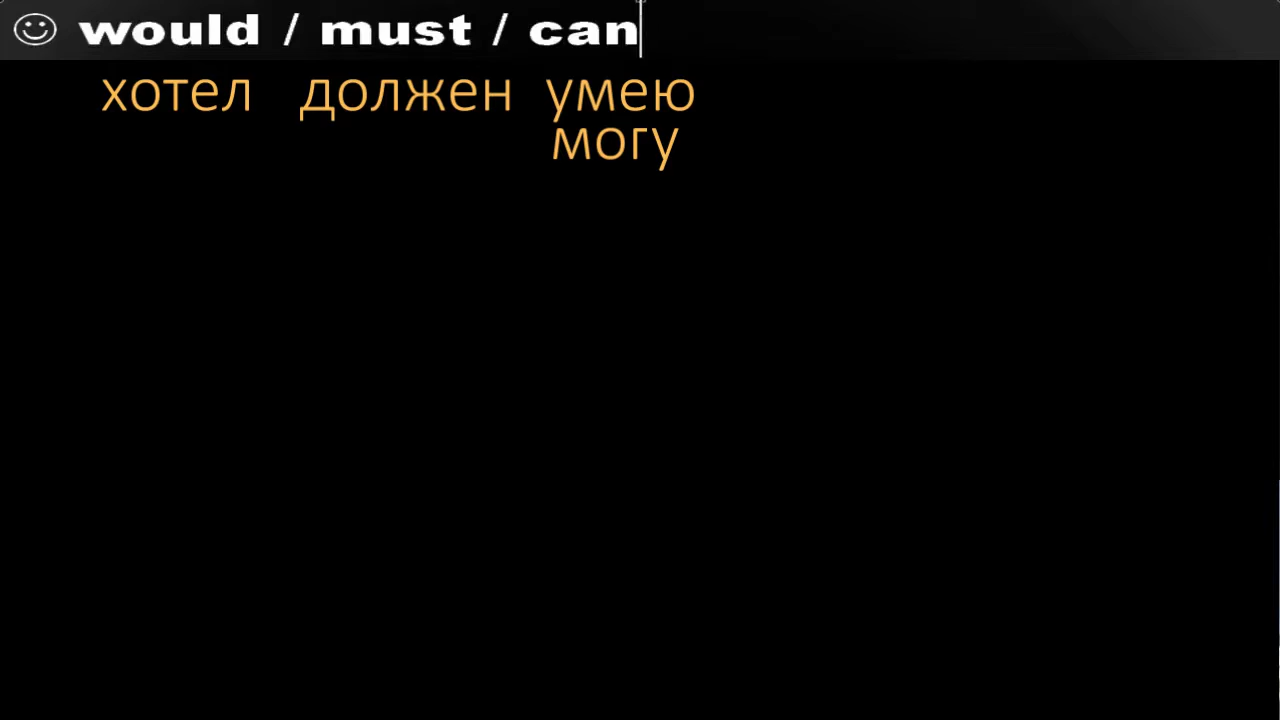 ☺ would / must / can
хотел должен умею
могу